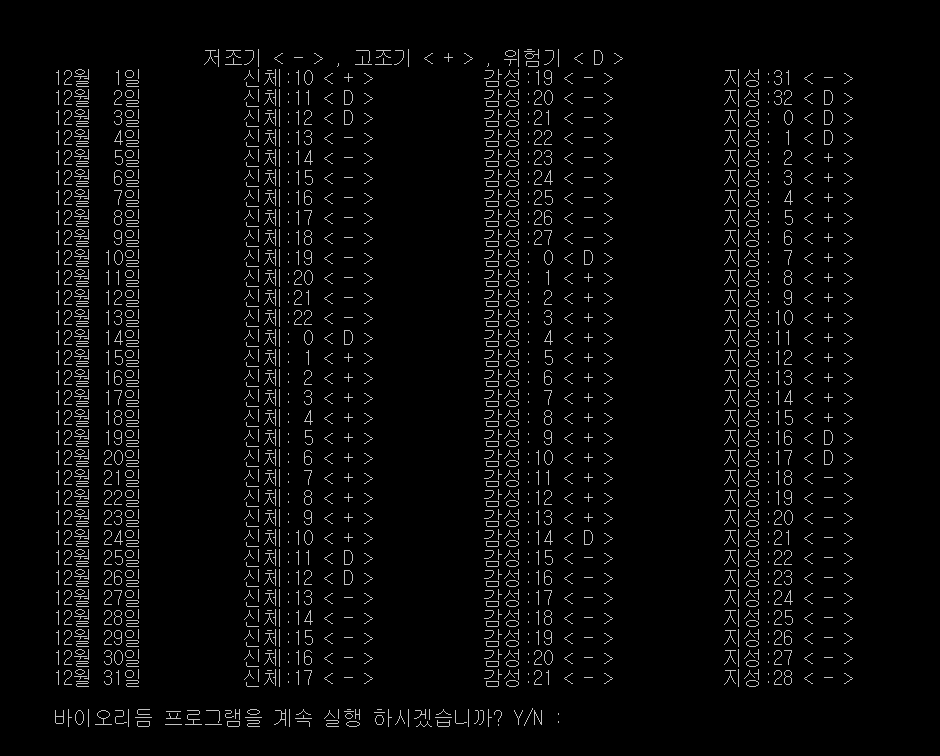 저조기 < - > , 고조기 < + > , 위험기 < D >
12월 1일 신체:10 < + > 감성:19 < - > 지성:31 < - >
12월 2일 신체:11 < D > 감성:20 < - > 지성:32 < D >
12월 3일 신체:12 < D > 감성:21 < - > 지성: 0 < D >
12월 4일 신체:13 < - > 감성:22 < - > 지성: 1 < D >
12월 5일 신체:14 < - > 감성:23 < - > 지성: 2 < + >
12월 6일 신체:15 < - > 감성:24 < - > 지성: 3 < + >
12월 7일 신체:16 < - > 감성:25 < - > 지성: 4 < + >
12월 8일 신체:17 < - > 감성:26 < - > 지성: 5 < + >
12월 9일 신체:18 < - > 감성:27 < - > 지성: 6 < + >
12월 10일 신체:19 < - > 감성: 0 < D > 지성: 7 < + >
12월 11일 신체:20 < - > 감성: 1 < + > 지성: 8 < + >
12월 12일 신체:21 < - > 감성: 2 < + > 지성: 9 < + >
12월 13일 신체:22 < - > 감성: 3 < + > 지성:10 < + >
12월 14일 신체: 0 < D > 감성: 4 < + > 지성:11 < + >
12월 15일 신체: 1 < + > 감성: 5 < + > 지성:12 < + >
12월 16일 신체: 2 < + > 감성: 6 < + > 지성:13 < + >
12월 17일 신체: 3 < + > 감성: 7 < + > 지성:14 < + >
12월 18일 신체: 4 < + > 감성: 8 < + > 지성:15 < + >
12월 19일 신체: 5 < + > 감성: 9 < + > 지성:16 < D >
12월 20일 신체: 6 < + > 감성:10 < + > 지성:17 < D >
12월 21일 신체: 7 < + > 감성:11 < + > 지성:18 < - >
12월 22일 신체: 8 < + > 감성:12 < + > 지성:19 < - >
12월 23일 신체: 9 < + > 감성:13 < + > 지성:20 < - >
12월 24일 신체:10 < + > 감성:14 < D > 지성:21 < - >
12월 25일 신체:11 < D > 감성:15 < - > 지성:22 < - >
12월 26일 신체:12 < D > 감성:16 < - > 지성:23 < - >
12월 27일 신체:13 < - > 감성:17 < - > 지성:24 < - >
12월 28일 신체:14 < - > 감성:18 < - > 지성:25 < - >
12월 29일 신체:15 < - > 감성:19 < - > 지성:26 < - >
12월 30일 신체:16 < - > 감성:20 < - > 지성:27 < - >
12월 31일 신체:17 < - > 감성:21 < - > 지성:28 < - >
바이오리듬 프로그램을 계속 실행 하시겠습니까? Y/N :